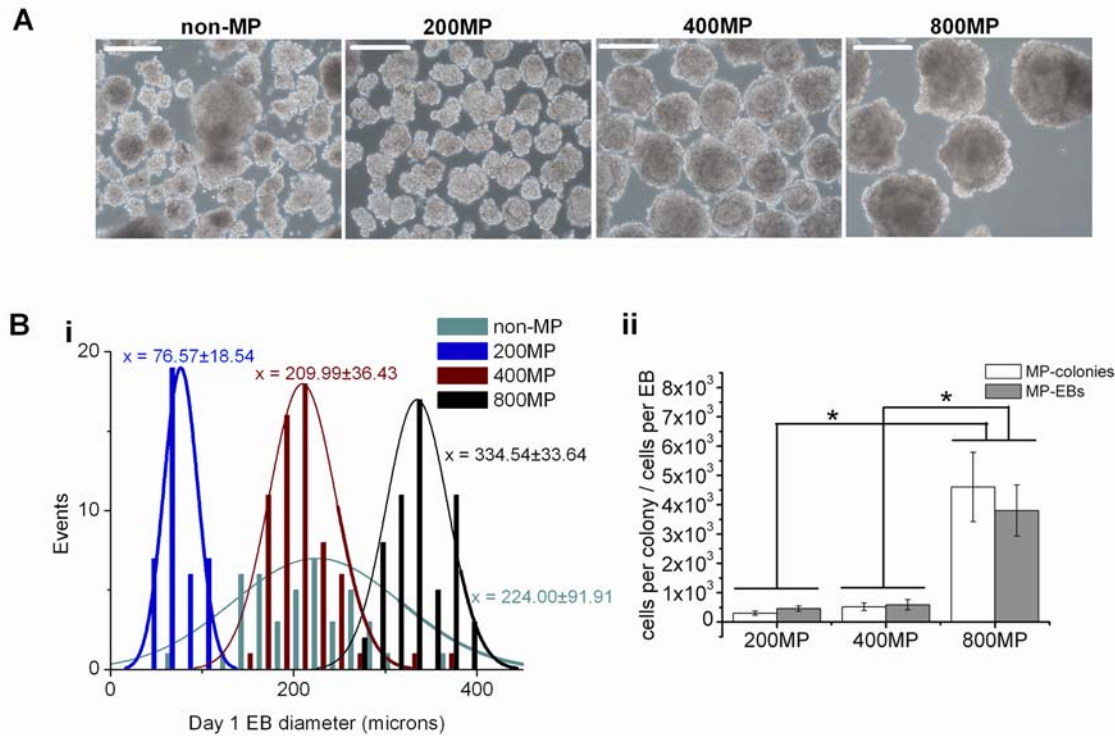 A
non-MP 200MP 400MP 800MP
B i
non-MP
200MP
400MP
800MP
x = 76.57±18.54
x = 209.99±36.43
x = 334.54±33.64
x = 224.00±91.91
Events
20
10
0
0 200 400
Day 1 EB diameter (microns)
ii
MP-colonies
MP-EBs
cells per colony / cells per EB
8x10³
7x10³
6x10³
5x10³
4x10³
3x10³
2x10³
1x10³
0
* *
200MP 400MP 800MP